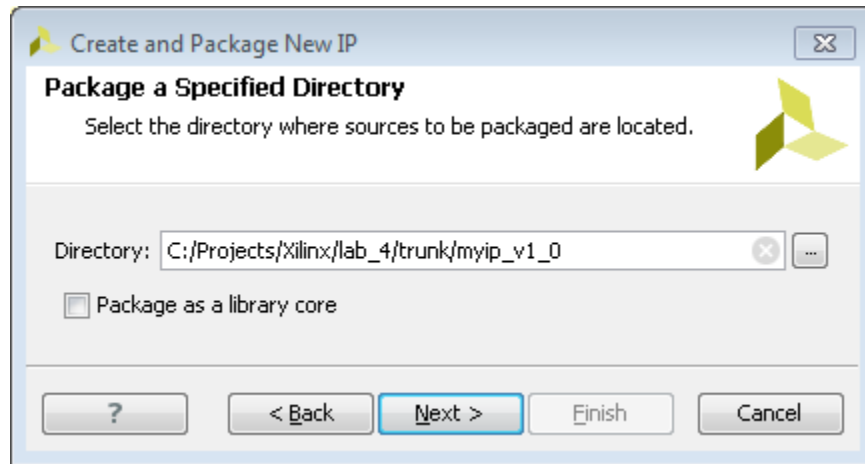 Create and Package New IP
Package a Specified Directory
Select the directory where sources to be packaged are located.
Directory: C:/Projects/Xilinx/lab_4/trunk/myip_v1_0 ...
Package as a library core
? < Back Next > Finish Cancel